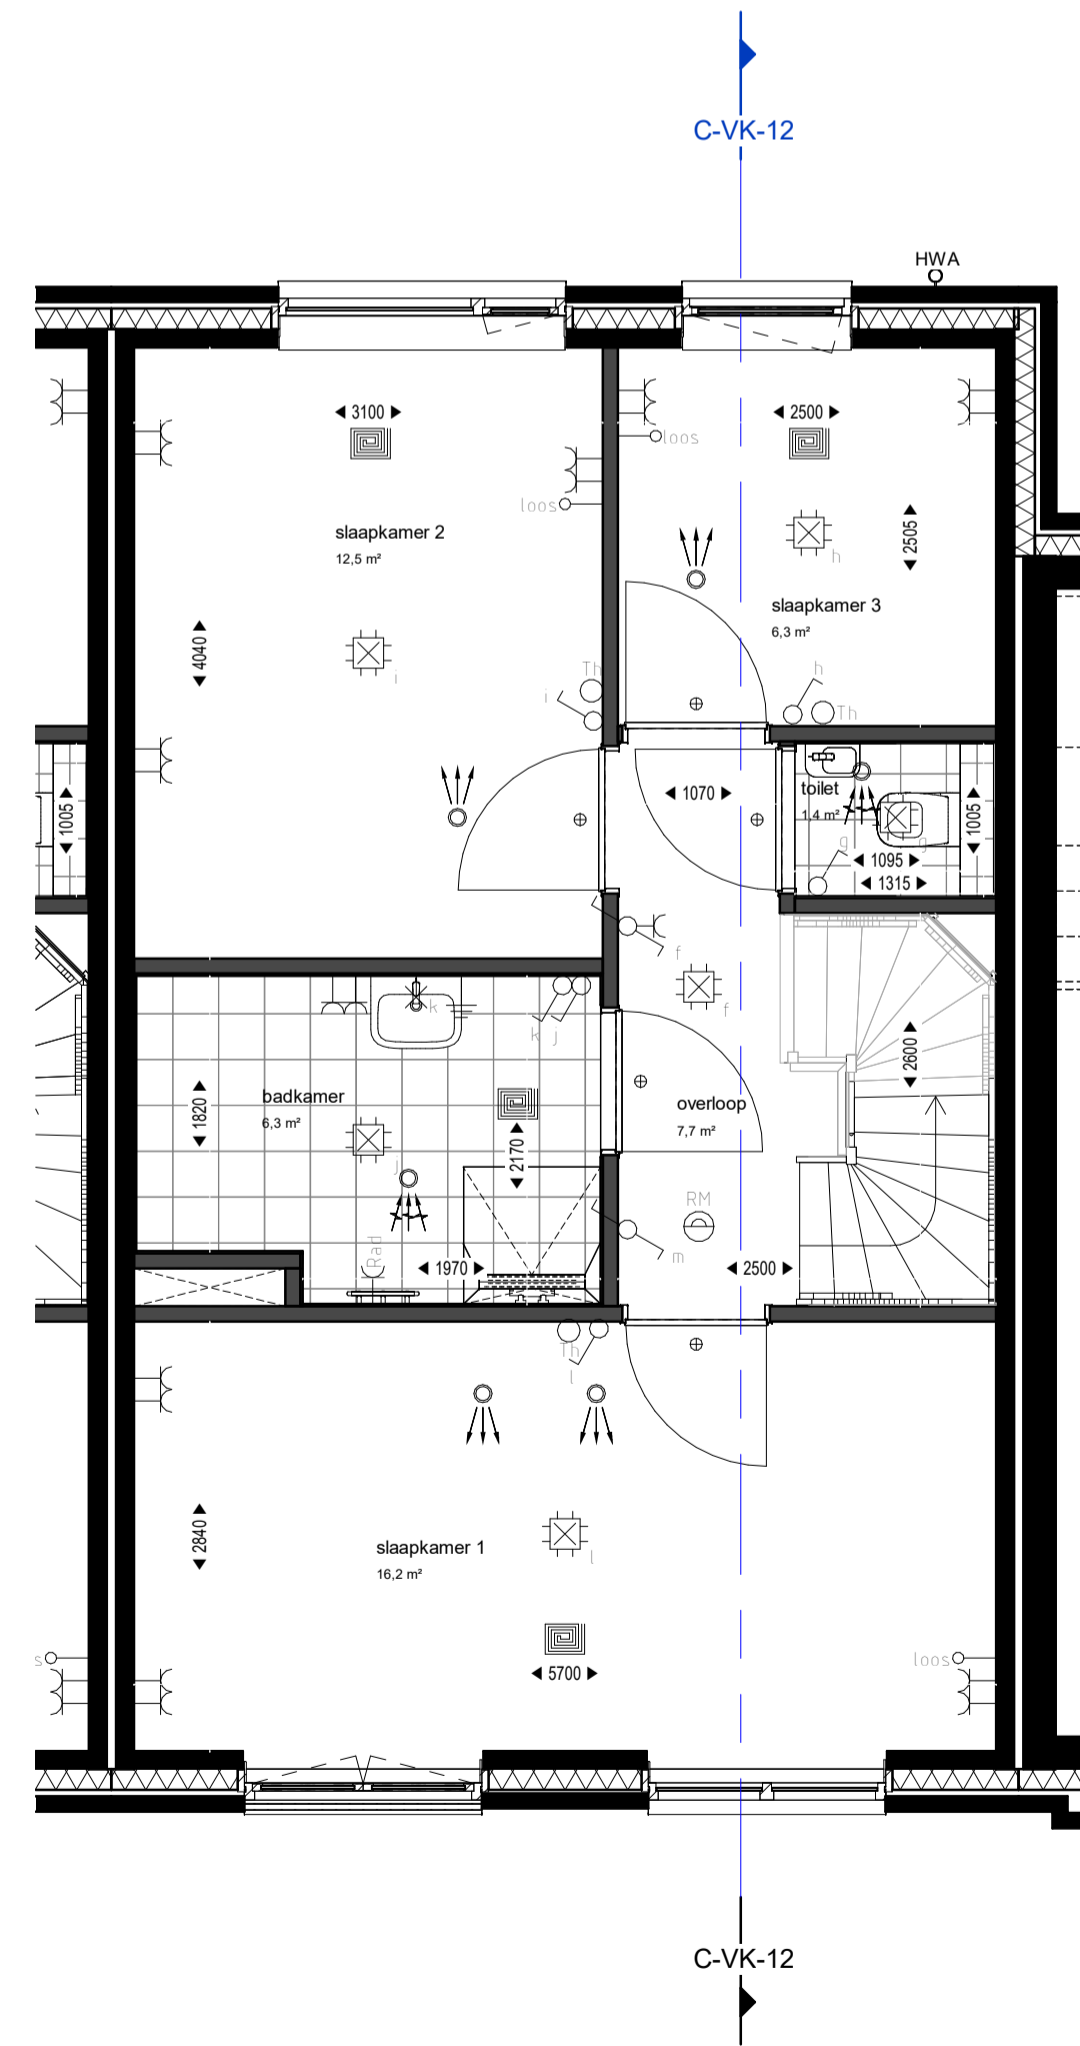 C-VK-12
HWA
3100
2500
loos
loos
slaapkamer 2
12,5 m²
h
2505
slaapkamer 3
6,3 m²
4040
i
Th
i
h
Th
1005
1070
toilet
1,4 m²
g
g
1095
1315
1005
f
f
k
k
j
2600
badkamer
6,3 m²
1820
overloop
7,7 m²
2170
j
RM
m
Rad
1970
2500
Th
l
2840
slaapkamer 1
16,2 m²
l
s
loos
5700
C-VK-12